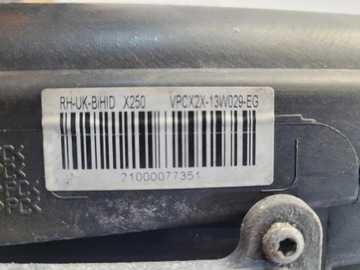 RH-UK-BiHID X250 VPCX2X-13W029-EG
21000077351